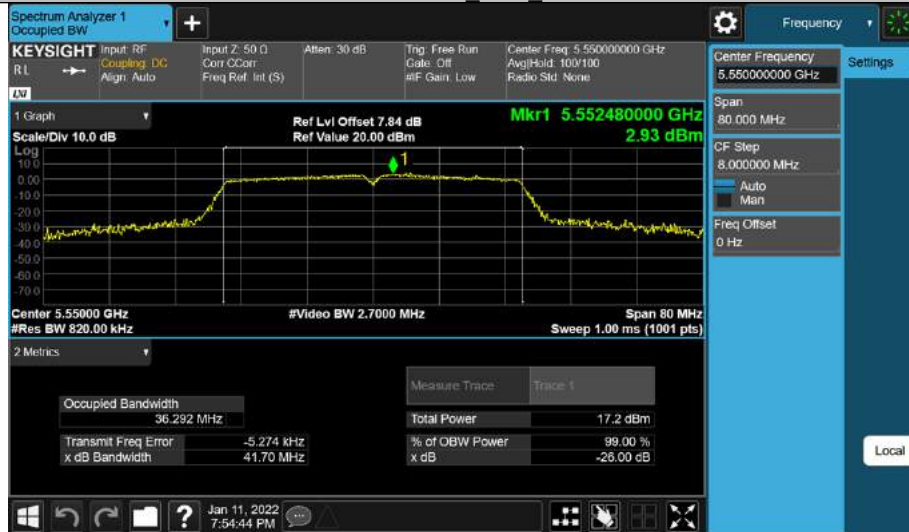 Spectrum Analyzer 1
Occupied BW
Frequency
KEYSIGHT
R L
LXI
Input: RF
Coupling: DC
Align: Auto
Input Z: 50 Ω
Corr CCorr
Freq Ref: Int (S)
Atten: 30 dB
Trig: Free Run
Gate: Off
#IF Gain: Low
Center Freq: 5.550000000 GHz
Avg|Hold: 100/100
Radio Std: None
Center Frequency
5.550000000 GHz
Settings
Span
80.000 MHz
CF Step
8.000000 MHz
Auto
Man
Freq Offset
0 Hz
1 Graph
Scale/Div 10.0 dB
Ref Lvl Offset 7.84 dB
Ref Value 20.00 dBm
Mkr1 5.552480000 GHz
2.93 dBm
Log
10.0
0.00
-10.0
-20.0
-30.0
-40.0
-50.0
-60.0
-70.0
1
Center 5.55000 GHz
#Res BW 820.00 kHz
#Video BW 2.7000 MHz
Span 80 MHz
Sweep 1.00 ms (1001 pts)
2 Metrics
Measure Trace
Trace 1
Occupied Bandwidth
36.292 MHz
Total Power
17.2 dBm
Transmit Freq Error
-5.274 kHz
% of OBW Power
99.00 %
x dB Bandwidth
41.70 MHz
x dB
-26.00 dB
Local
?
Jan 11, 2022
7:54:44 PM